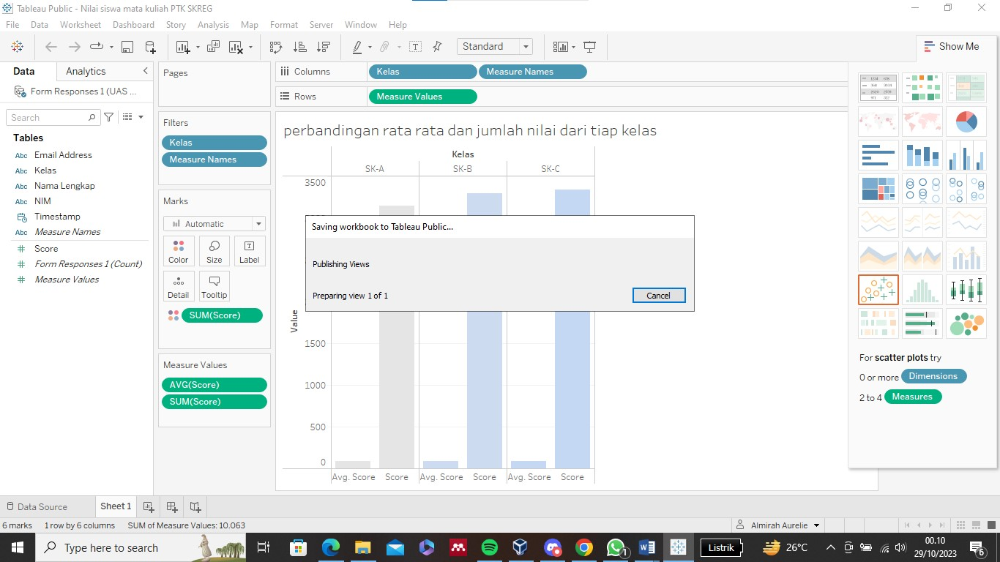 Tableau Public - Nilai siswa mata kuliah PTK SKREG
File Data Worksheet Dashboard Story Analysis Map Format Server Window Help
Standard
Show Me
Data Analytics
Form Responses 1 (UAS ...
Search
Tables
Abc Email Address
Abc Kelas
Abc Nama Lengkap
Abc NIM
Timestamp
Abc Measure Names
Score
Form Responses 1 (Count)
Measure Values
Pages
Filters
Kelas
Measure Names
Marks
Automatic
Color Size Label
Detail Tooltip
SUM(Score)
Measure Values
AVG(Score)
SUM(Score)
Columns Kelas Measure Names
Rows Measure Values
perbandingan rata rata dan jumlah nilai dari tiap kelas
Kelas
SK-A SK-B SK-C
3500
Saving workbook to Tableau Public...
Publishing Views
Preparing view 1 of 1
Cancel
Value
1500
1000
500
0
Avg. Score Score Avg. Score Score Avg. Score Score
For scatter plots try
0 or more Dimensions
2 to 4 Measures
Data Source Sheet 1
6 marks 1 row by 6 columns SUM of Measure Values: 10.063
Almirah Aurelie
Type here to search
1
Listrik
26°C
00.10
29/10/2023
6